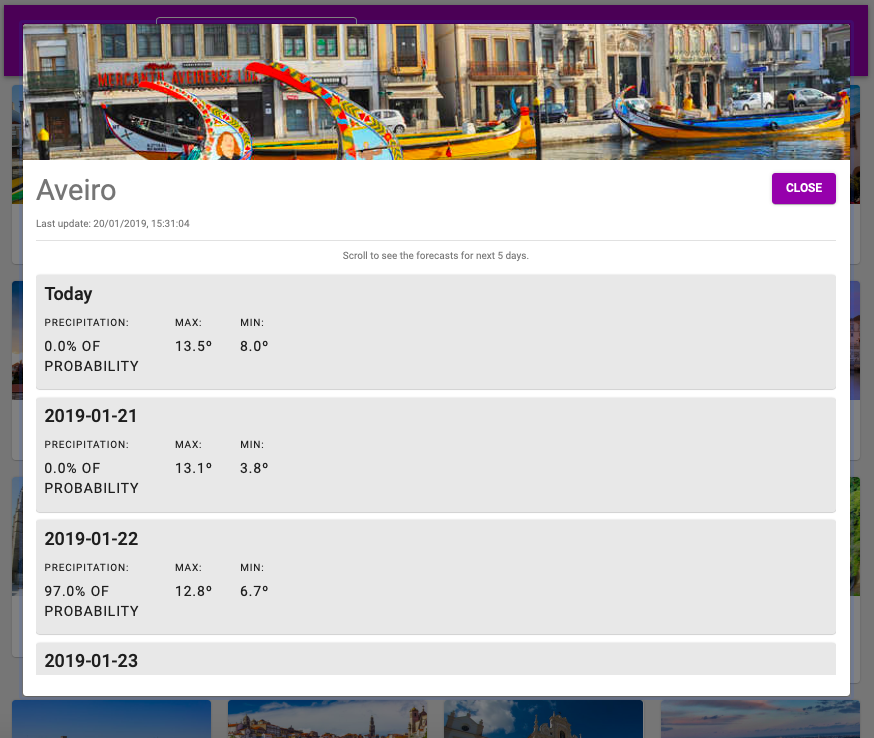 MERCANTIL AVEIRENSE LDA
Aveiro
CLOSE
Last update: 20/01/2019, 15:31:04
Scroll to see the forecasts for next 5 days.
Today
PRECIPITATION: MAX: MIN:
0.0% OF 13.5º 8.0º
PROBABILITY
2019-01-21
PRECIPITATION: MAX: MIN:
0.0% OF 13.1º 3.8º
PROBABILITY
2019-01-22
PRECIPITATION: MAX: MIN:
97.0% OF 12.8º 6.7º
PROBABILITY
2019-01-23